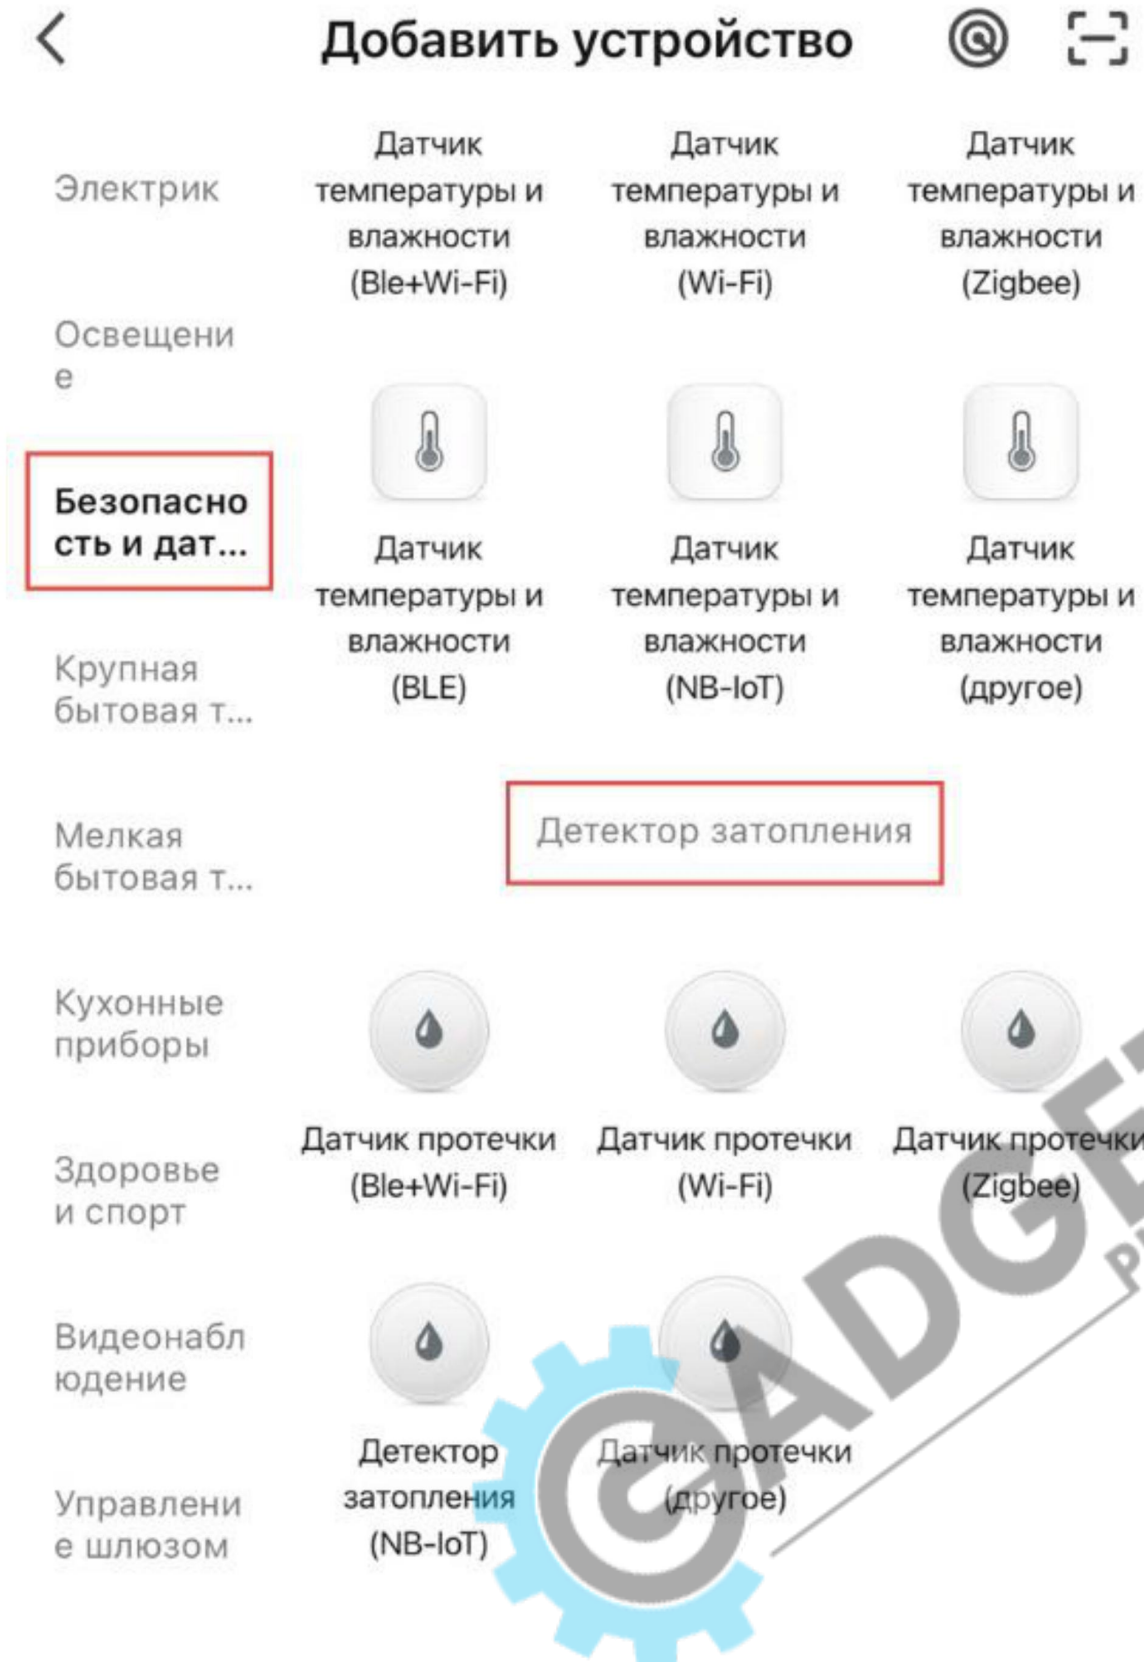 Добавить устройство
Электрик
Освещени
е
Безопасно
сть и дат...
Крупная
бытовая т...
Мелкая
бытовая т...
Кухонные
приборы
Здоровье
и спорт
Видеонабл
юдение
Управлени
е шлюзом
Датчик
температуры и
влажности
(Ble+Wi-Fi)
Датчик
температуры и
влажности
(Wi-Fi)
Датчик
температуры и
влажности
(Zigbee)
Датчик
температуры и
влажности
(BLE)
Датчик
температуры и
влажности
(NB-IoT)
Датчик
температуры и
влажности
(другое)
Детектор затопления
Датчик протечки
(Ble+Wi-Fi)
Датчик протечки
(Wi-Fi)
Датчик протечки
(Zigbee)
Детектор
затопления
(NB-IoT)
Датчик протечки
(другое)